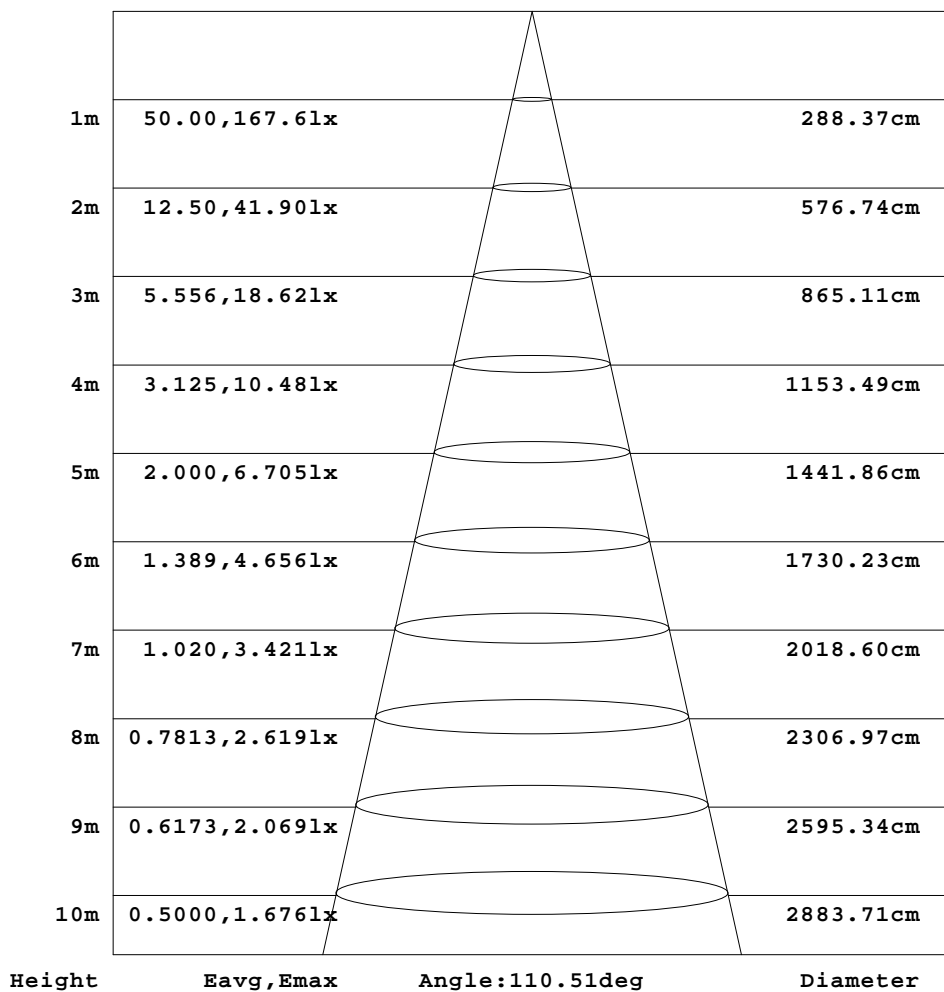 1m 50.00,167.6lx 288.37cm
2m 12.50,41.90lx 576.74cm
3m 5.556,18.62lx 865.11cm
4m 3.125,10.48lx 1153.49cm
5m 2.000,6.705lx 1441.86cm
6m 1.389,4.656lx 1730.23cm
7m 1.020,3.421lx 2018.60cm
8m 0.7813,2.619lx 2306.97cm
9m 0.6173,2.069lx 2595.34cm
10m 0.5000,1.676lx 2883.71cm
Height Eavg,Emax Angle:110.51deg Diameter